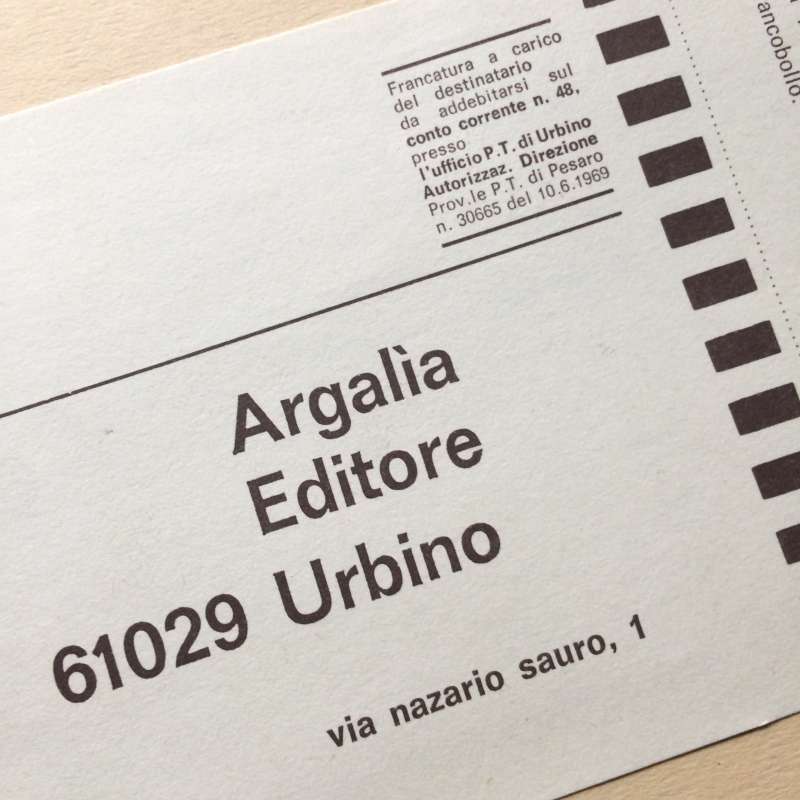 Francatura a carico
del destinatario
da addebitarsi sul
conto corrente n. 48,
presso
l'ufficio P.T. di Urbino
Autorizzaz. Direzione
Prov.le P.T. di Pesaro
n. 30665 del 10.6.1969
Argalìa
Editore
61029 Urbino
via nazario sauro, 1